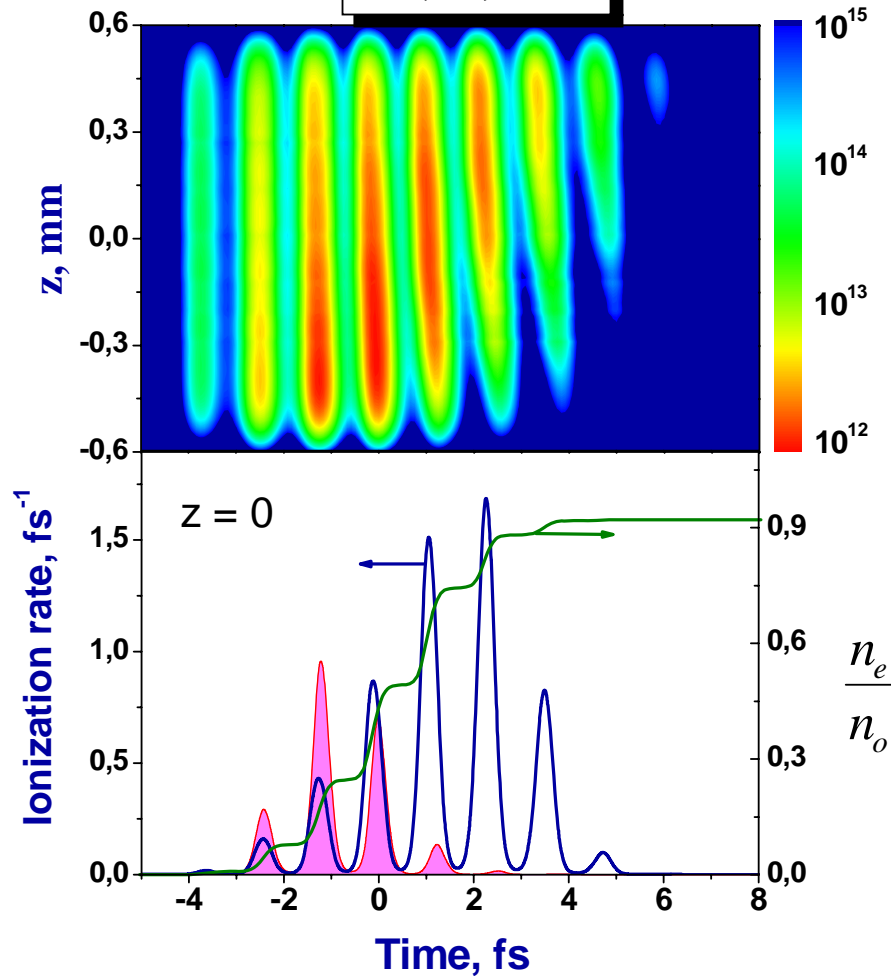 0,6
0,3
0,0
-0,3
-0,6
z, mm
10^15
10^14
10^13
10^12
z = 0
1,5
1,0
0,5
0,0
Ionization rate, fs^-1
0,9
0,6
0,3
0,0
n_e
n_o
-4 -2 0 2 4 6 8
Time, fs